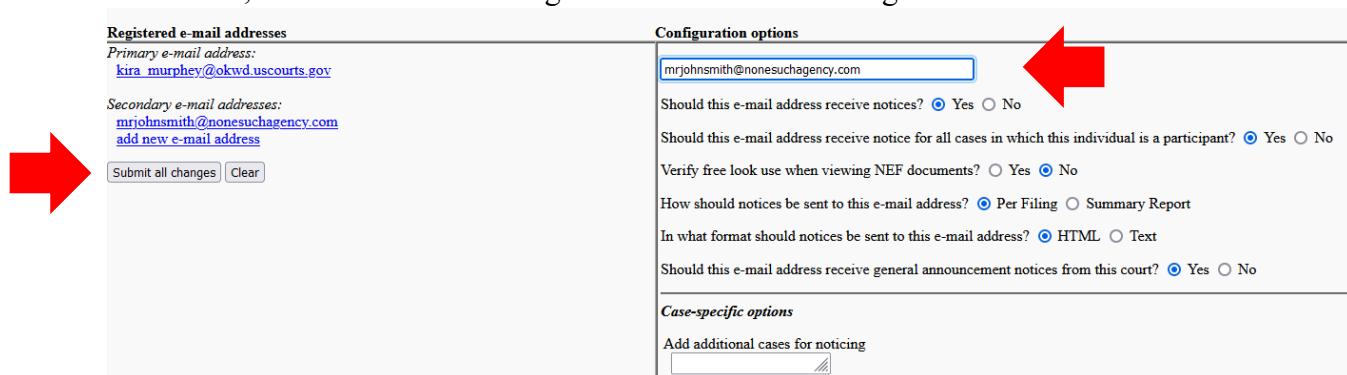 Registered e-mail addresses
Primary e-mail address:
kira_murphey@okwd.uscourts.gov
Secondary e-mail addresses:
mrjohnsmith@nonesuchagency.com
add new e-mail address
Submit all changes Clear
Configuration options
mrjohnsmith@nonesuchagency.com
Should this e-mail address receive notices? Yes No
Should this e-mail address receive notice for all cases in which this individual is a participant? Yes No
Verify free look use when viewing NEF documents? Yes No
How should notices be sent to this e-mail address? Per Filing Summary Report
In what format should notices be sent to this e-mail address? HTML Text
Should this e-mail address receive general announcement notices from this court? Yes No
Case-specific options
Add additional cases for noticing